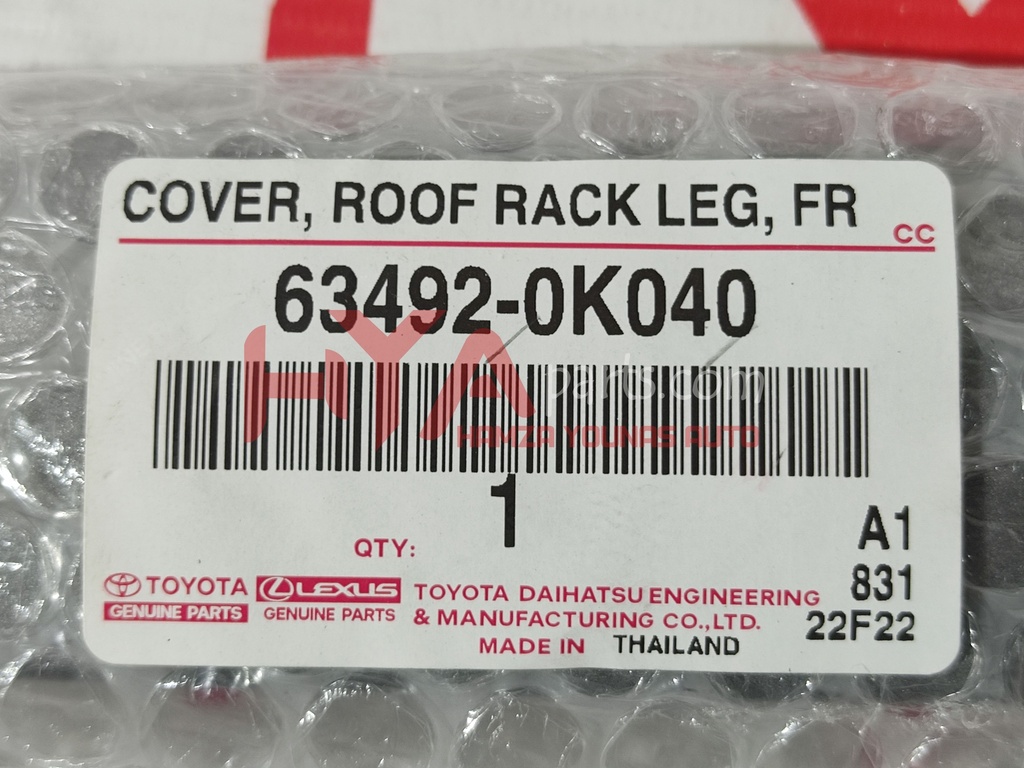 COVER, ROOF RACK LEG, FR
CC
63492-0K040
HYA parts.com
HAMZA YOUNAS AUTO
QTY: 1
A1
831
22F22
TOYOTA
GENUINE PARTS
LEXUS
GENUINE PARTS
TOYOTA DAIHATSU ENGINEERING
& MANUFACTURING CO.,LTD.
MADE IN THAILAND